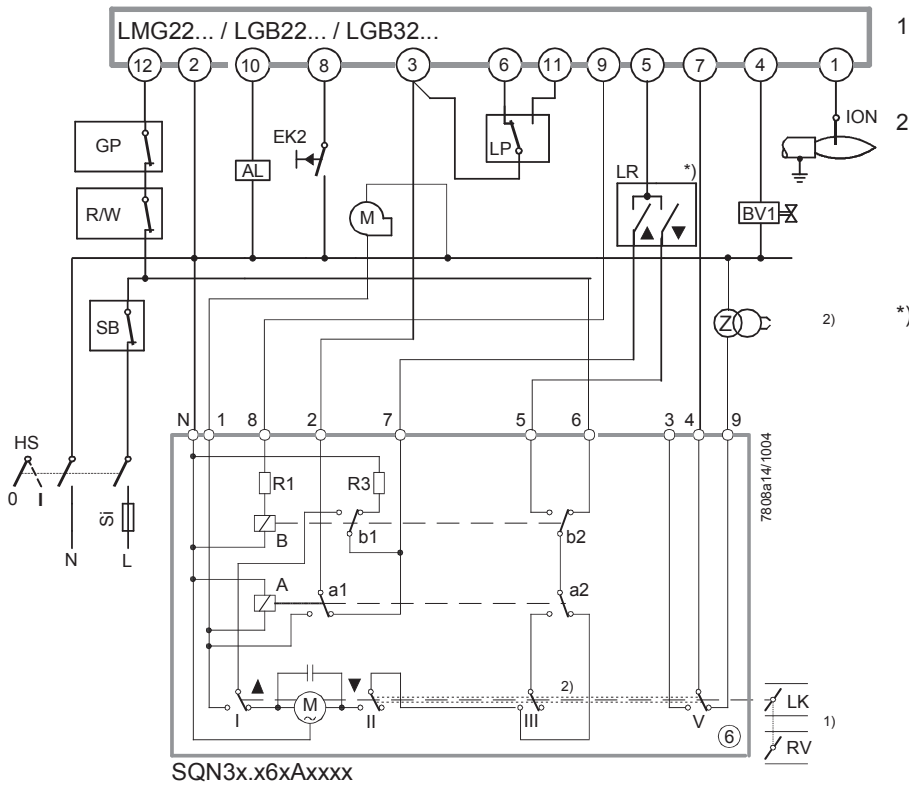 LMG22... / LGB22... / LGB32...
1
12 2 10 8 3 6 11 9 5 7 4 1
ION
2
GP
EK2
LP
LR *)
AL
R/W
M
BV1
SB
Z
2)
*)
HS
0 I
N 1 8 2 7 5 6 3 4 9
Si
N L
7808a14/1004
R1 R3
B b1 b2
A a1 a2
2)
M
~
I II III V
LK
1)
RV
6
SQN3x.x6xAxxxx